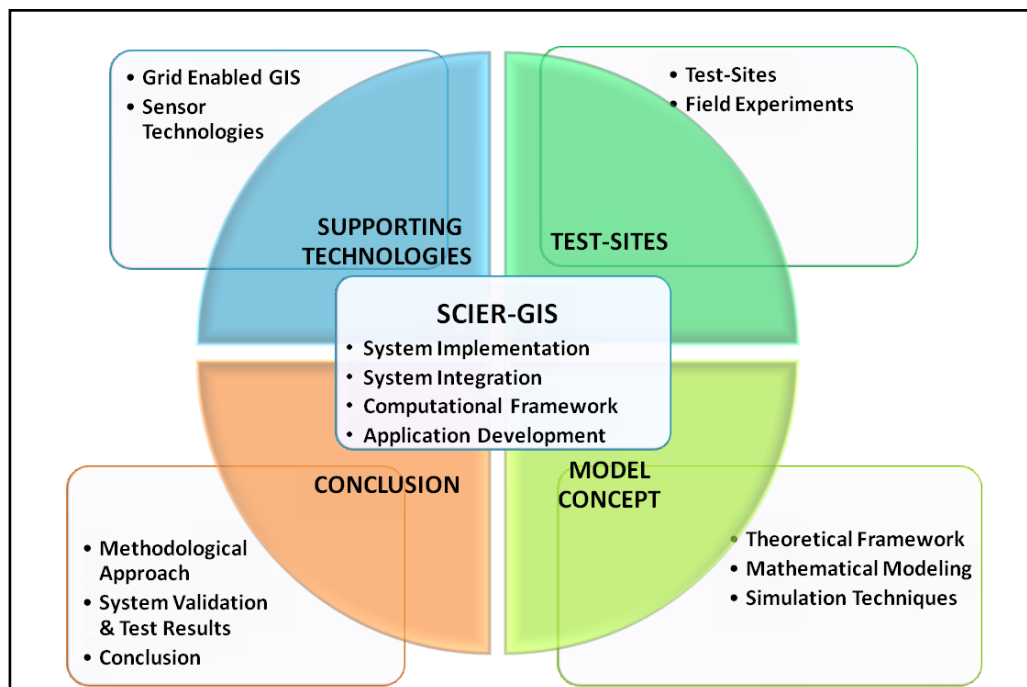 • Grid Enabled GIS
• Sensor
Technologies
SUPPORTING
TECHNOLOGIES
• Test-Sites
• Field Experiments
TEST-SITES
SCIER-GIS
• System Implementation
• System Integration
• Computational Framework
• Application Development
CONCLUSION
• Methodological
Approach
• System Validation
& Test Results
• Conclusion
MODEL
CONCEPT
• Theoretical Framework
• Mathematical Modeling
• Simulation Techniques